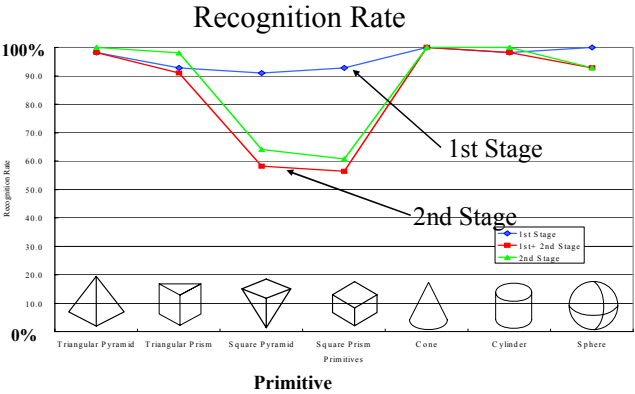 Recognition Rate
100%
90.0
80.0
70.0
60.0
50.0
40.0
30.0
20.0
10.0
0%
Recognition Rate
1st Stage
2nd Stage
1st Stage
1st+ 2nd Stage
2nd Stage
Triangular Pyramid
Triangular Prism
Square Pyramid
Square Prism
Cone
Cylinder
Sphere
Primitives
Primitive